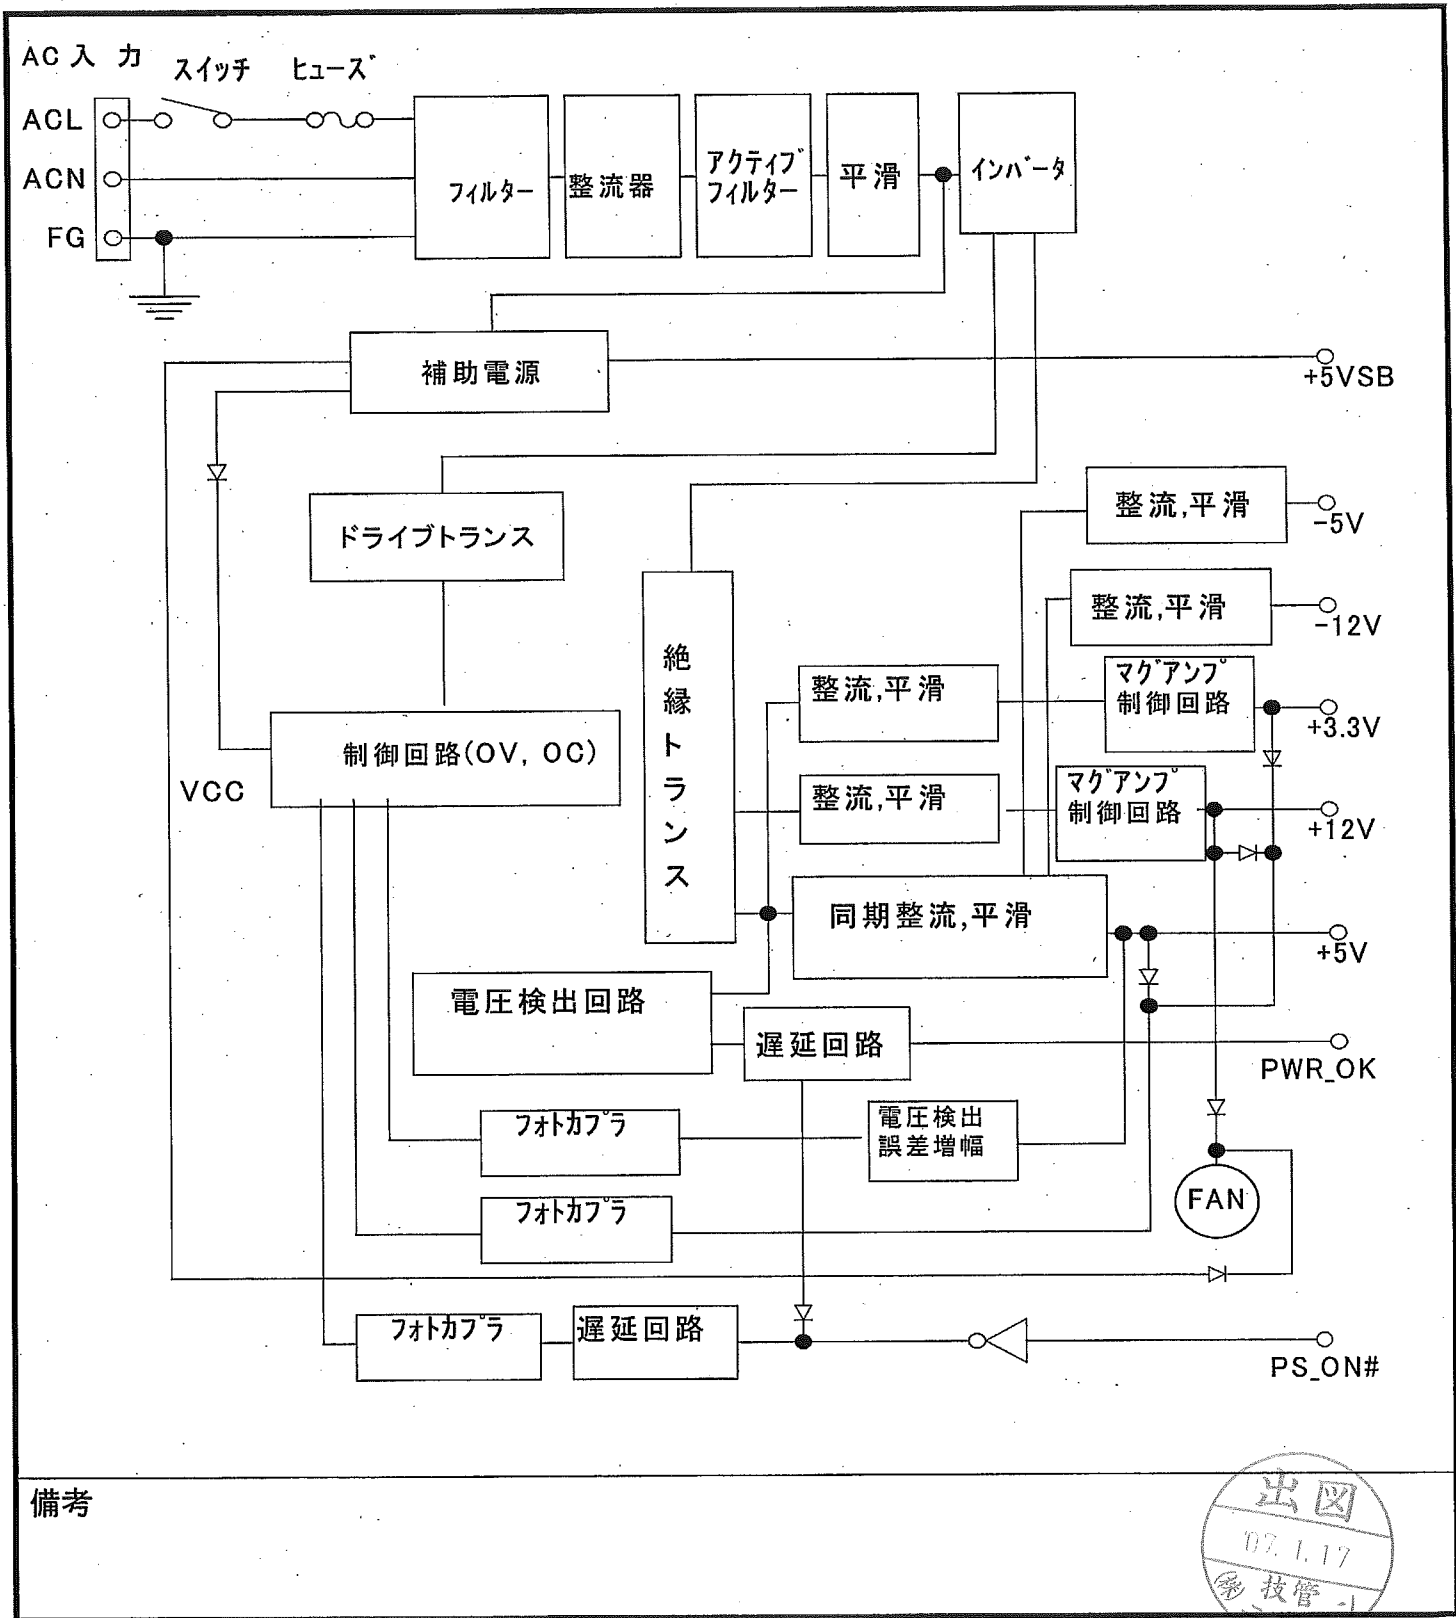 AC入力
スイッチ
ヒューズ
ACL
ACN
FG
フィルター
整流器
アクティブ
フィルター
平滑
インバータ
補助電源
+5VSB
ドライブトランス
整流,平滑
-5V
整流,平滑
-12V
絶縁トランス
整流,平滑
マグアンプ
制御回路
+3.3V
制御回路(OV, OC)
VCC
整流,平滑
マグアンプ
制御回路
+12V
同期整流,平滑
+5V
電圧検出回路
遅延回路
PWR_OK
フォトカプラ
電圧検出
誤差増幅
フォトカプラ
FAN
フォトカプラ
遅延回路
PS_ON#
備考
出図
'07.1.17
技管